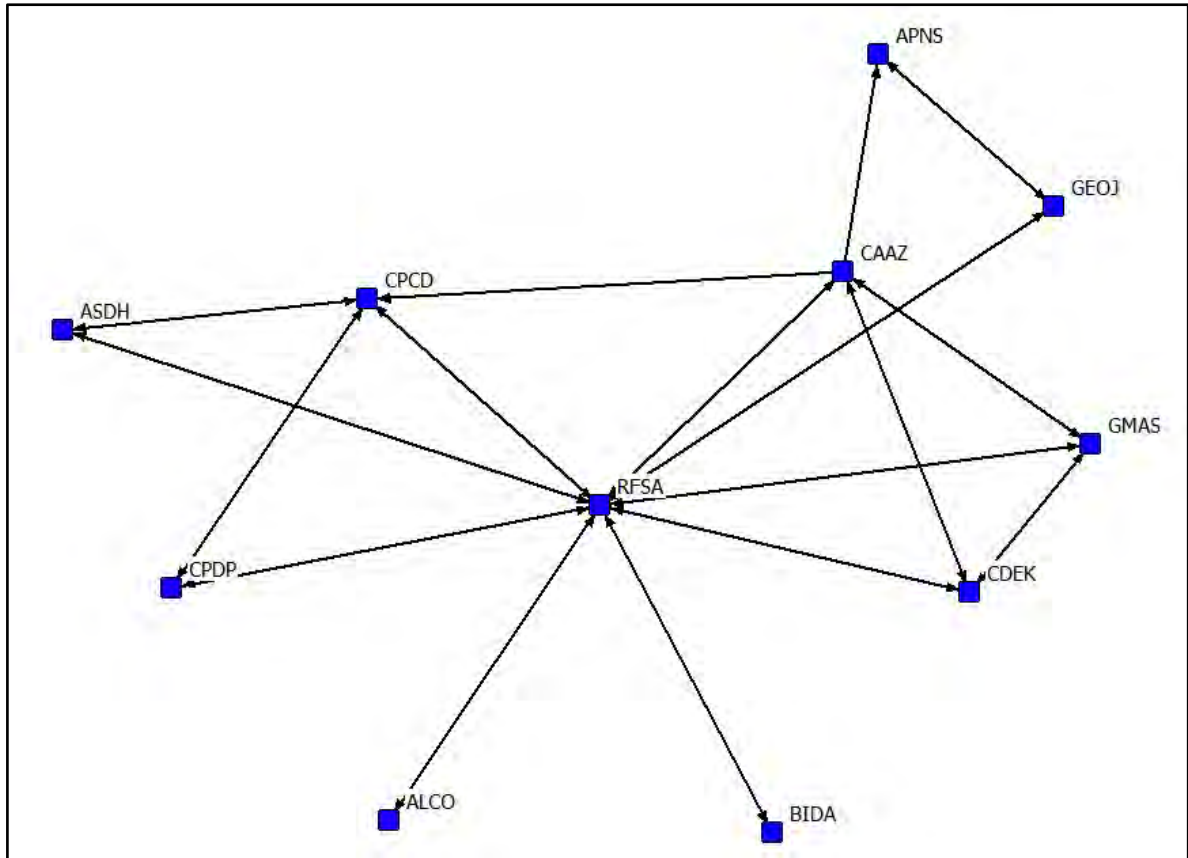 APNS
GEOJ
CAAZ
CPCD
ASDH
GMAS
RFSA
CPDP
CDEK
ALCO
BIDA